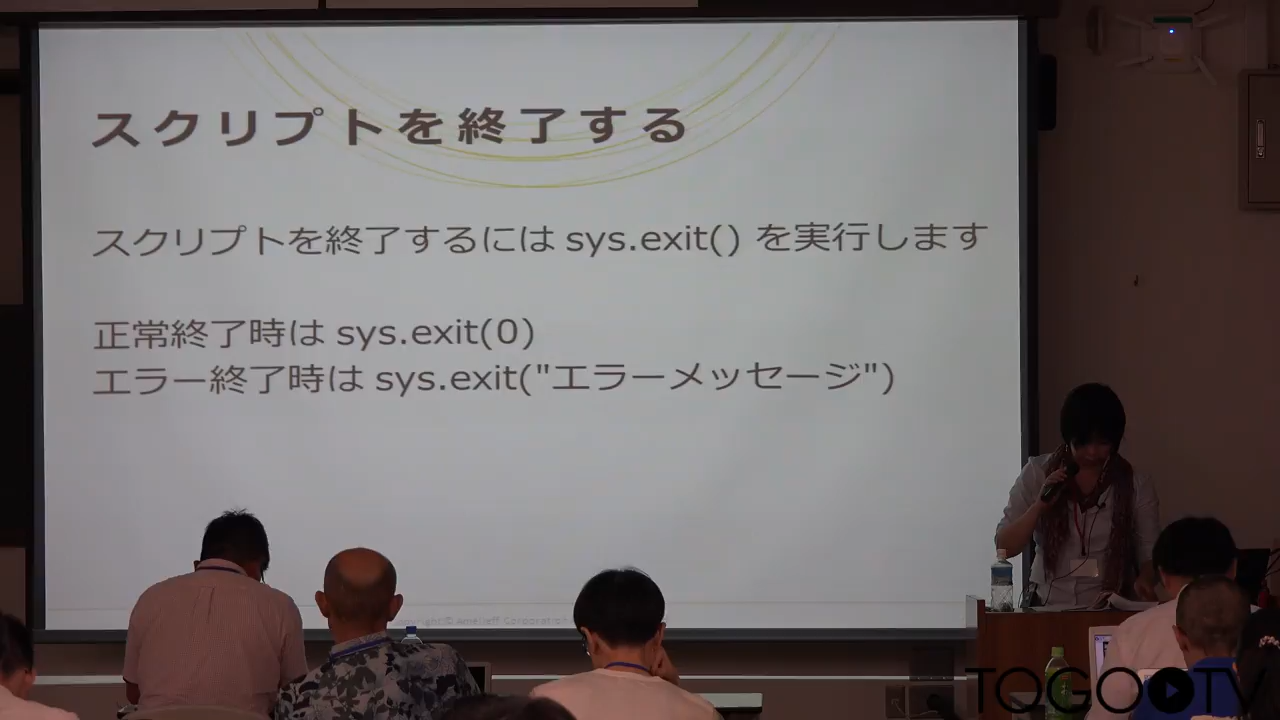 スクリプトを終了する
スクリプトを終了するには sys.exit() を実行します
正常終了時は sys.exit(0)
エラー終了時は sys.exit("エラーメッセージ")
Copyright © Amelieff Corporation
TOGOTV